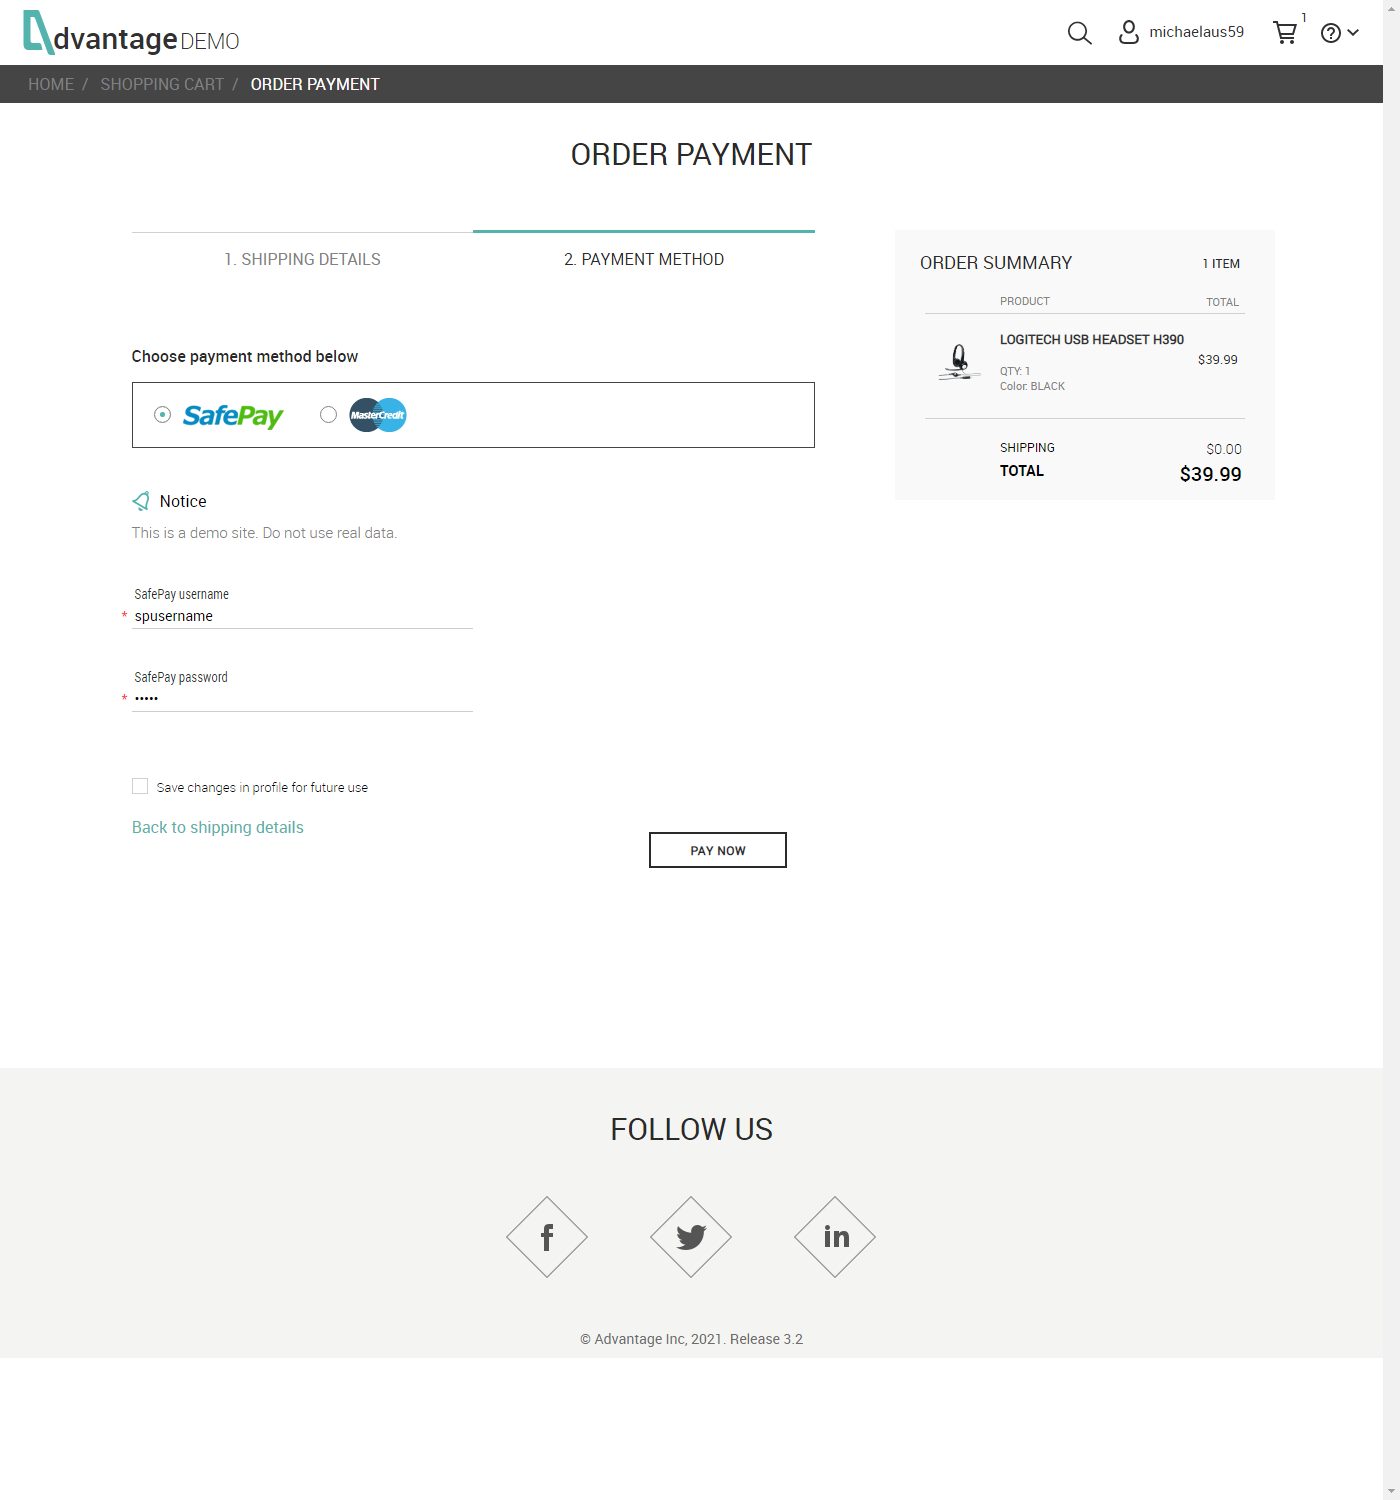 dvantage DEMO
michaelaus59
1
HOME / SHOPPING CART / ORDER PAYMENT
ORDER PAYMENT
1. SHIPPING DETAILS
2. PAYMENT METHOD
Choose payment method below
SafePay
MasterCredit
Notice
This is a demo site. Do not use real data.
SafePay username
* spusername
SafePay password
* •••••
Save changes in profile for future use
Back to shipping details
PAY NOW
ORDER SUMMARY
1 ITEM
PRODUCT
TOTAL
LOGITECH USB HEADSET H390
$39.99
QTY: 1
Color: BLACK
SHIPPING
$0.00
TOTAL
$39.99
FOLLOW US
f
in
© Advantage Inc, 2021. Release 3.2